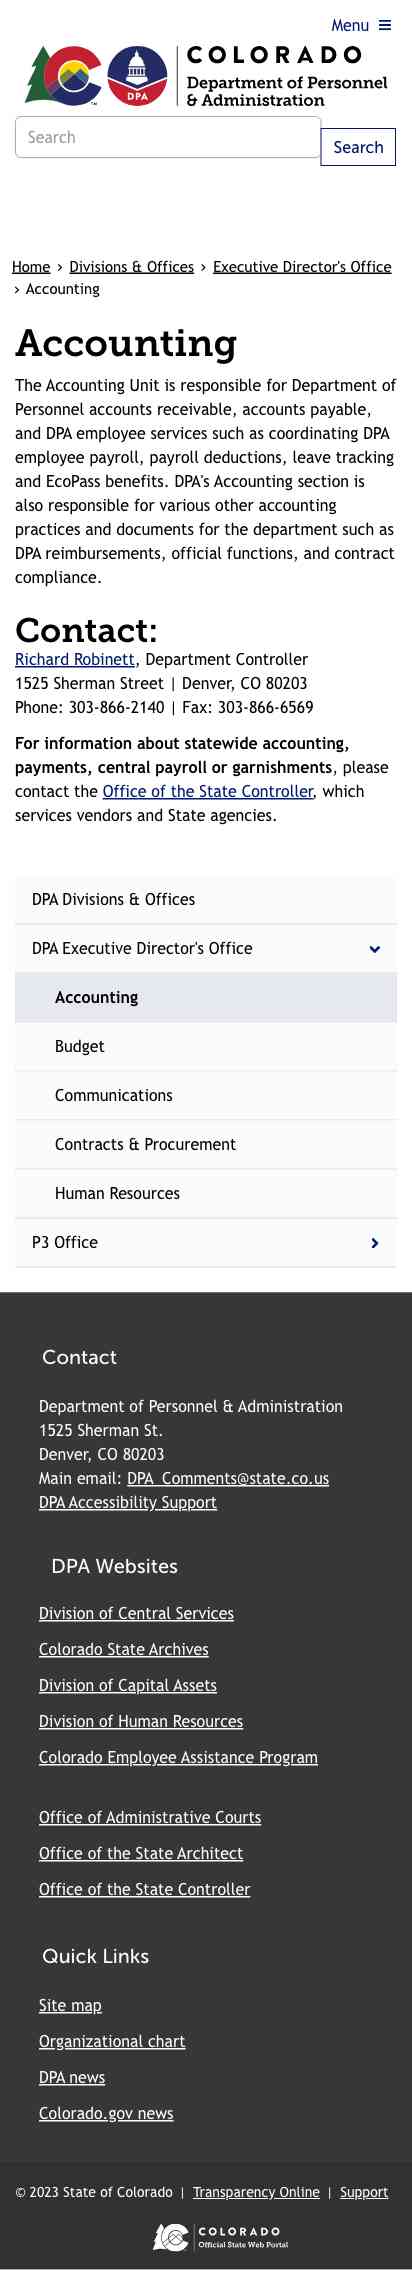 Menu
COLORADO
Department of Personnel
& Administration
DPA
TM
Search
Search
Home › Divisions & Offices › Executive Director's Office
› Accounting
Accounting
The Accounting Unit is responsible for Department of
Personnel accounts receivable, accounts payable,
and DPA employee services such as coordinating DPA
employee payroll, payroll deductions, leave tracking
and EcoPass benefits. DPA's Accounting section is
also responsible for various other accounting
practices and documents for the department such as
DPA reimbursements, official functions, and contract
compliance.
Contact:
Richard Robinett, Department Controller
1525 Sherman Street | Denver, CO 80203
Phone: 303-866-2140 | Fax: 303-866-6569
For information about statewide accounting,
payments, central payroll or garnishments, please
contact the Office of the State Controller, which
services vendors and State agencies.
DPA Divisions & Offices
DPA Executive Director's Office
Accounting
Budget
Communications
Contracts & Procurement
Human Resources
P3 Office
Contact
Department of Personnel & Administration
1525 Sherman St.
Denver, CO 80203
Main email: DPA_Comments@state.co.us
DPA Accessibility Support
DPA Websites
Division of Central Services
Colorado State Archives
Division of Capital Assets
Division of Human Resources
Colorado Employee Assistance Program
Office of Administrative Courts
Office of the State Architect
Office of the State Controller
Quick Links
Site map
Organizational chart
DPA news
Colorado.gov news
© 2023 State of Colorado | Transparency Online | Support
COLORADO
Official State Web Portal